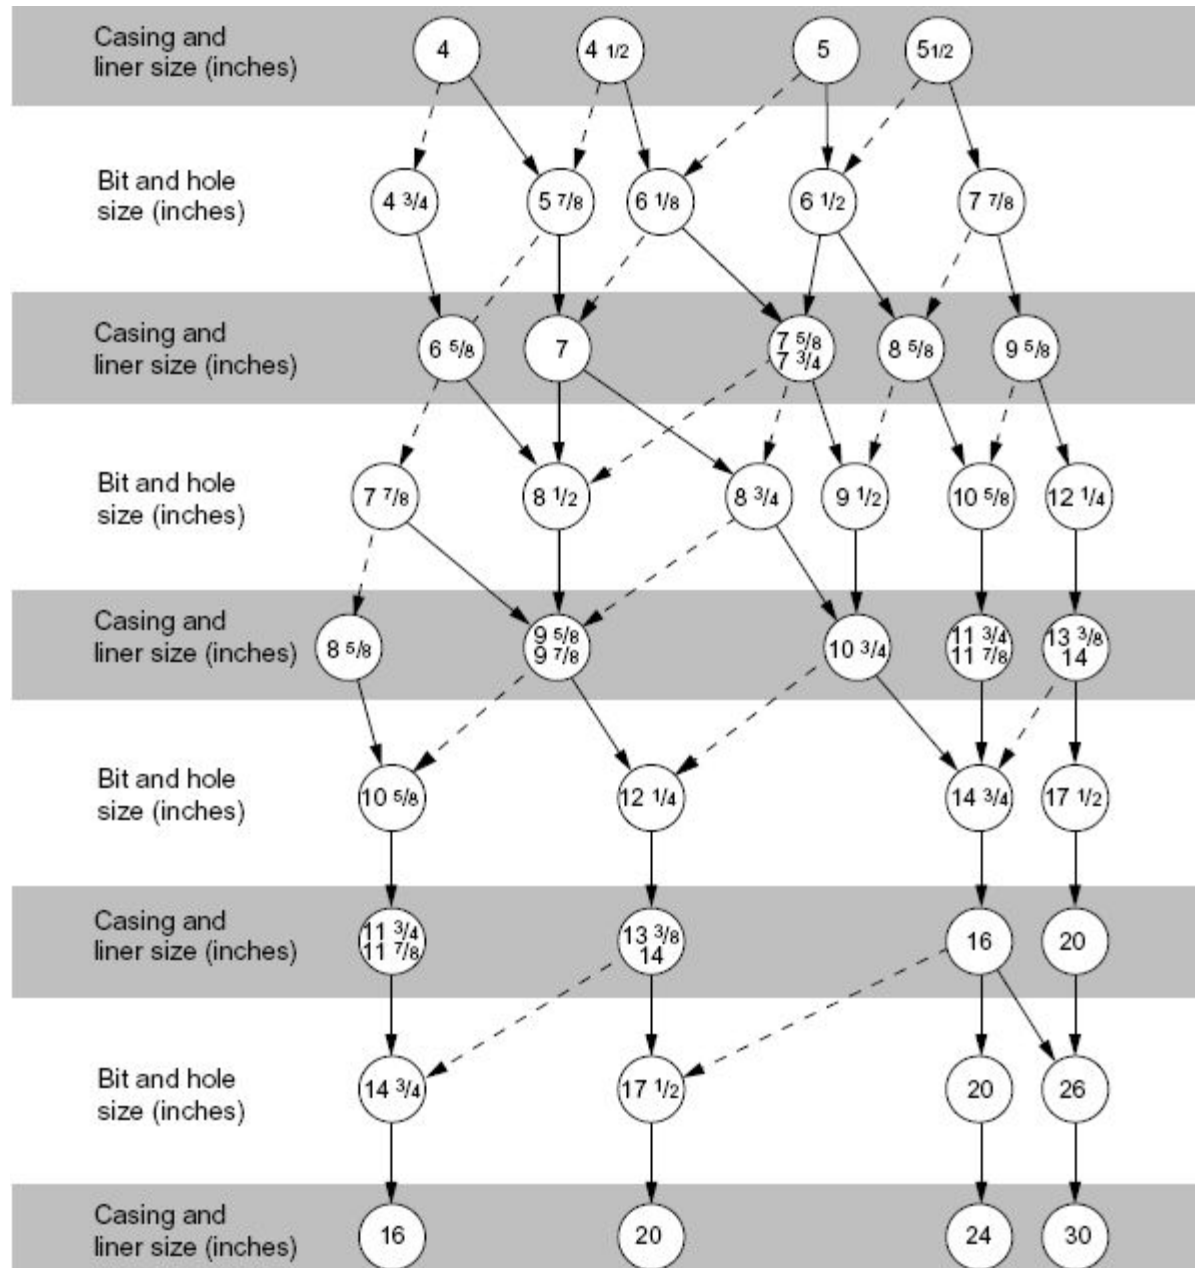 Casing and
liner size (inches)
4
4 1/2
5
5 1/2
Bit and hole
size (inches)
4 3/4
5 7/8
6 1/8
6 1/2
7 7/8
Casing and
liner size (inches)
6 5/8
7
7 5/8
7 3/4
8 5/8
9 5/8
Bit and hole
size (inches)
7 7/8
8 1/2
8 3/4
9 1/2
10 5/8
12 1/4
Casing and
liner size (inches)
8 5/8
9 5/8
9 7/8
10 3/4
11 3/4
11 7/8
13 3/8
14
Bit and hole
size (inches)
10 5/8
12 1/4
14 3/4
17 1/2
Casing and
liner size (inches)
11 3/4
11 7/8
13 3/8
14
16
20
Bit and hole
size (inches)
14 3/4
17 1/2
20
26
Casing and
liner size (inches)
16
20
24
30